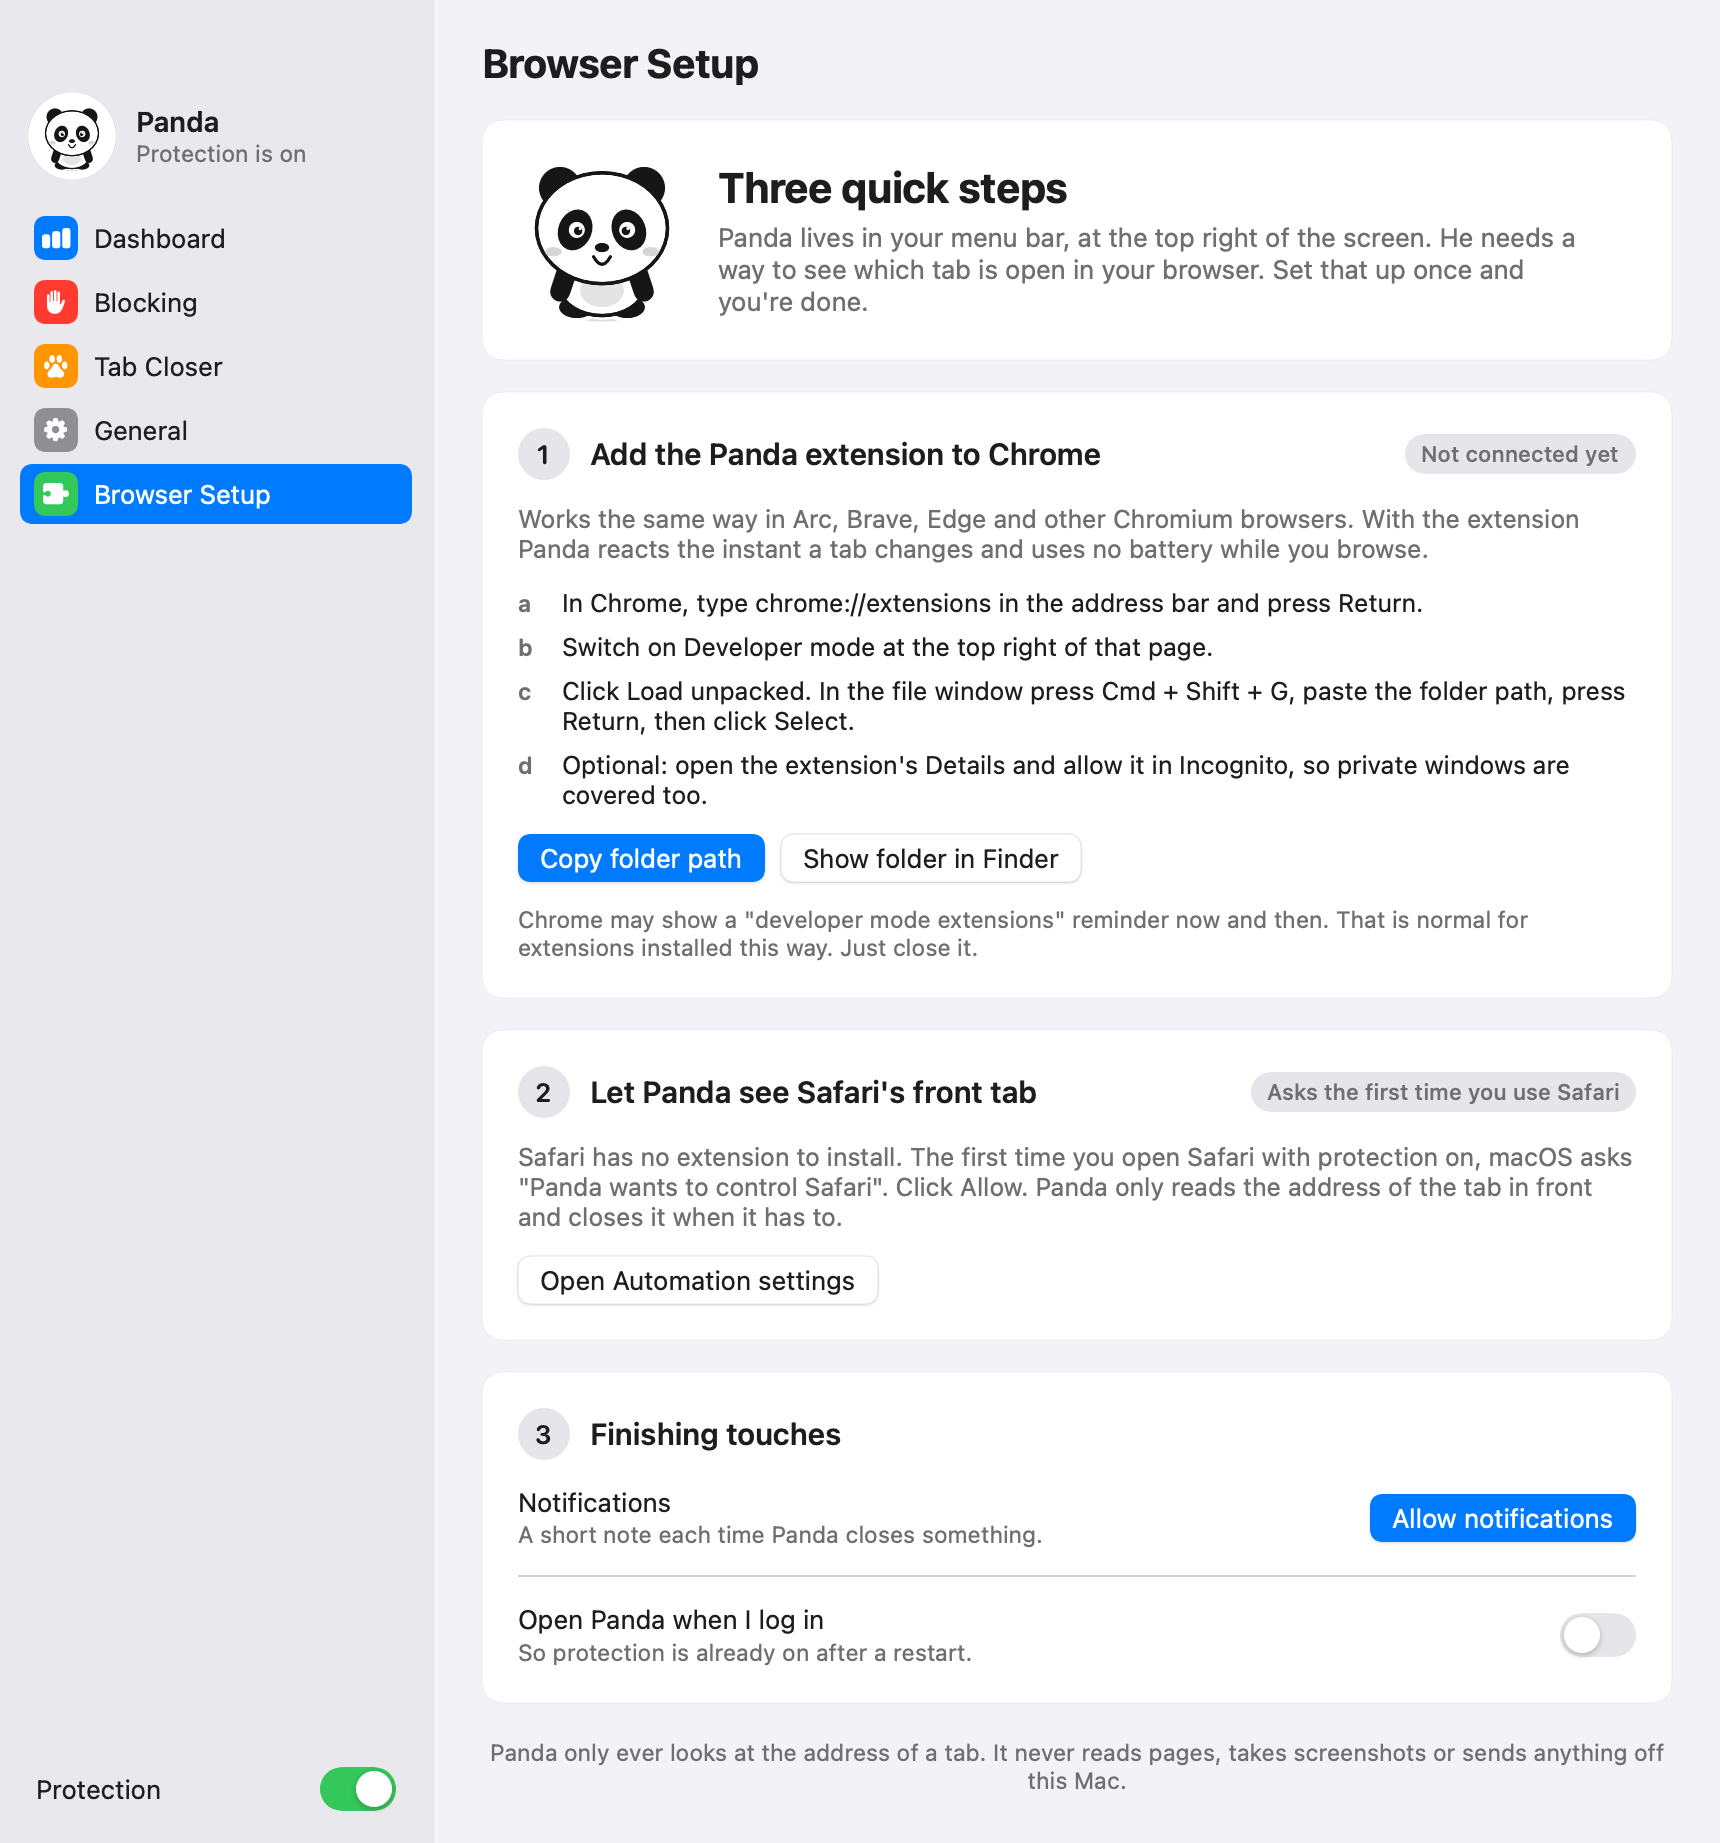 Panda
Protection is on
Dashboard
Blocking
Tab Closer
General
Browser Setup
Protection
Browser Setup
Three quick steps
Panda lives in your menu bar, at the top right of the screen. He needs a
way to see which tab is open in your browser. Set that up once and
you're done.
1 Add the Panda extension to Chrome
Not connected yet
Works the same way in Arc, Brave, Edge and other Chromium browsers. With the extension
Panda reacts the instant a tab changes and uses no battery while you browse.
a In Chrome, type chrome://extensions in the address bar and press Return.
b Switch on Developer mode at the top right of that page.
c Click Load unpacked. In the file window press Cmd + Shift + G, paste the folder path, press
Return, then click Select.
d Optional: open the extension's Details and allow it in Incognito, so private windows are
covered too.
Copy folder path
Show folder in Finder
Chrome may show a "developer mode extensions" reminder now and then. That is normal for
extensions installed this way. Just close it.
2 Let Panda see Safari's front tab
Asks the first time you use Safari
Safari has no extension to install. The first time you open Safari with protection on, macOS asks
"Panda wants to control Safari". Click Allow. Panda only reads the address of the tab in front
and closes it when it has to.
Open Automation settings
3 Finishing touches
Notifications
A short note each time Panda closes something.
Allow notifications
Open Panda when I log in
So protection is already on after a restart.
Panda only ever looks at the address of a tab. It never reads pages, takes screenshots or sends anything off
this Mac.